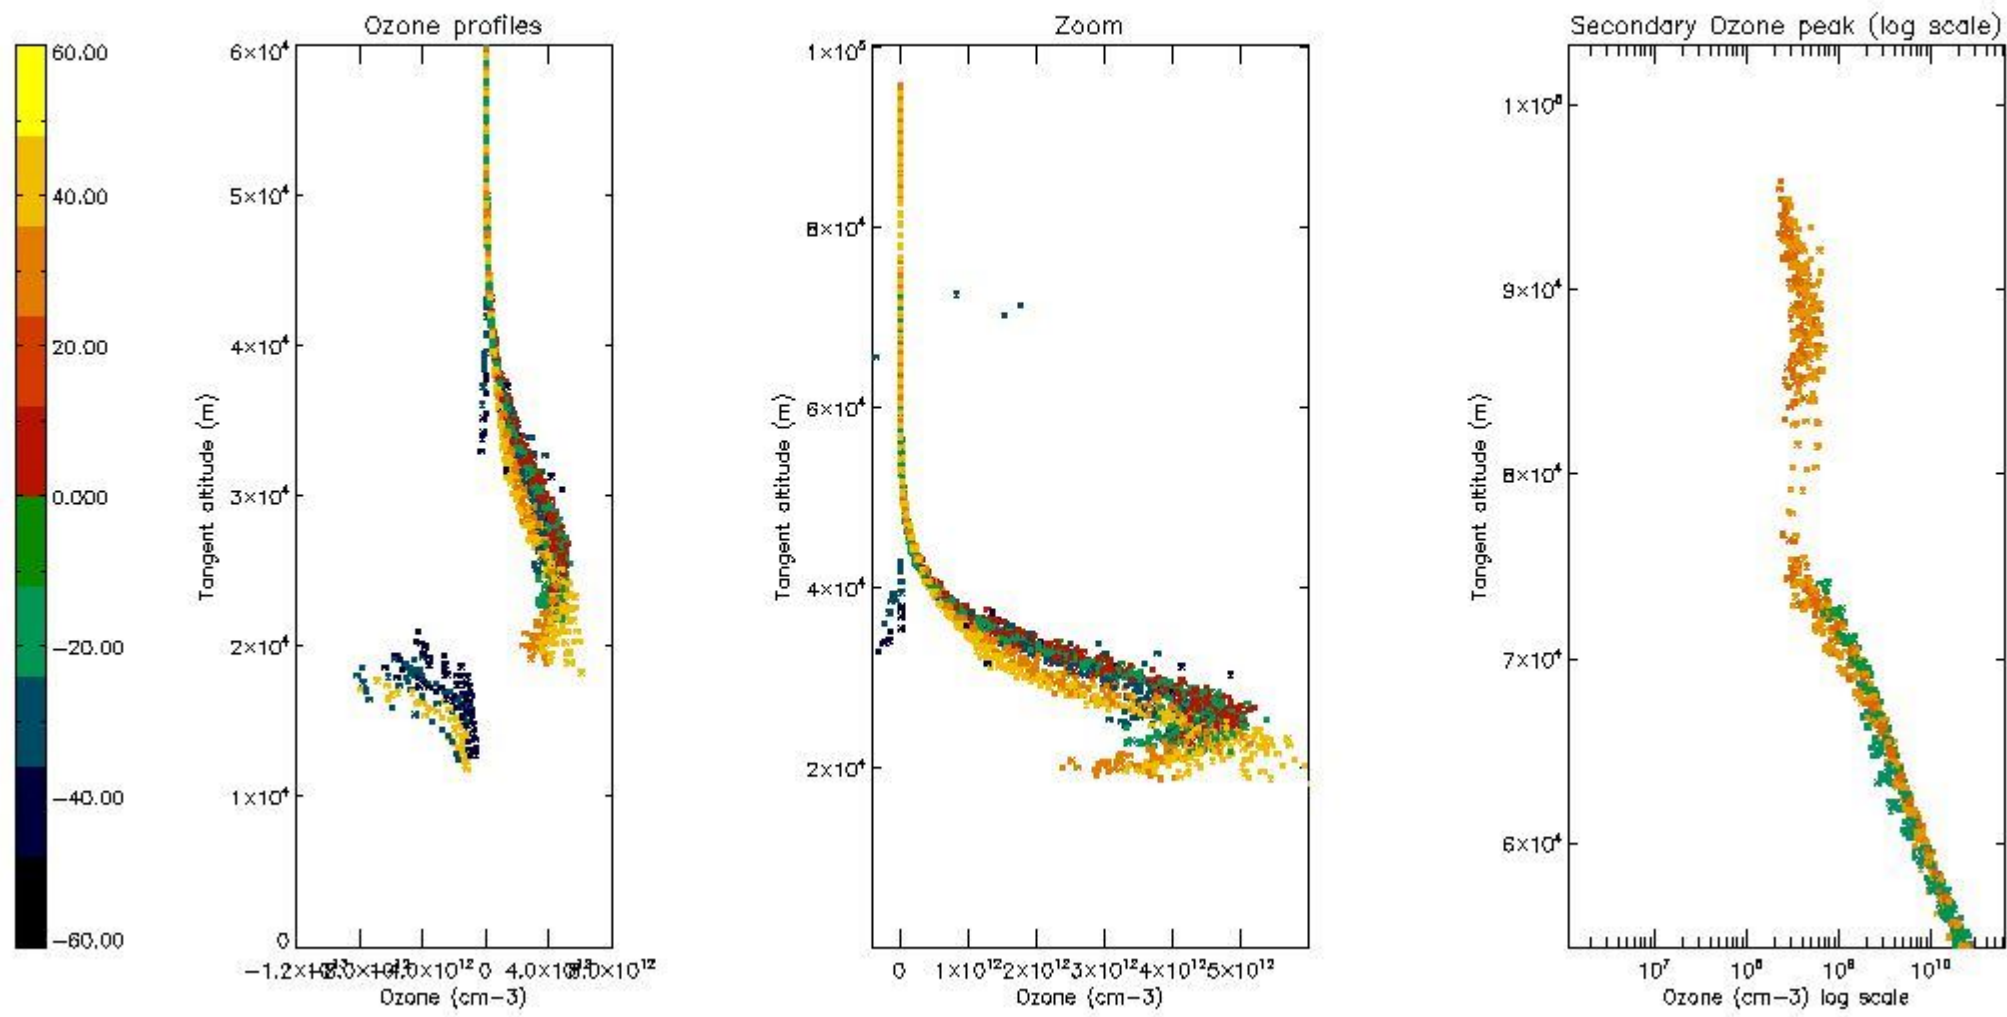 Ozone profiles
Zoom
Secondary Ozone peak (log scale)
60.00
40.00
20.00
−20.00
−40.00
−60.00
6×10⁴
5×10⁴
4×10⁴
3×10⁴
2×10⁴
1×10⁴
0
Tangent altitude (m)
0
Ozone (cm−3)
1×10⁵
8×10⁴
6×10⁴
4×10⁴
2×10⁴
Tangent altitude (m)
0 1×10¹² 2×10¹² 3×10¹² 4×10¹² 5×10¹²
Ozone (cm−3)
9×10⁴
8×10⁴
7×10⁴
6×10⁴
Tangent altitude (m)
10⁷ 10⁸ 10⁹ 10¹⁰
Ozone (cm−3) log scale